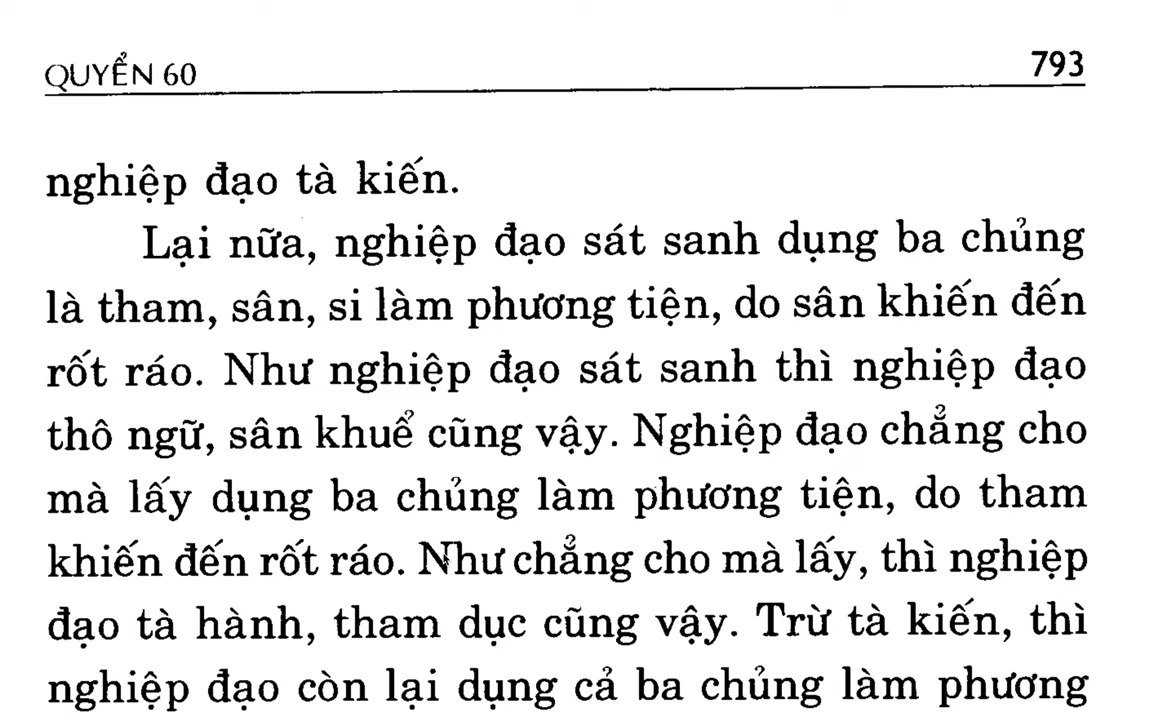 QUYỂN 60 793
nghiệp đạo tà kiến.
Lại nữa, nghiệp đạo sát sanh dụng ba chủng
là tham, sân, si làm phương tiện, do sân khiến đến
rốt ráo. Như nghiệp đạo sát sanh thì nghiệp đạo
thô ngữ, sân khuể cũng vậy. Nghiệp đạo chẳng cho
mà lấy dụng ba chủng làm phương tiện, do tham
khiến đến rốt ráo. Như chẳng cho mà lấy, thì nghiệp
đạo tà hành, tham dục cũng vậy. Trừ tà kiến, thì
nghiệp đạo còn lại dụng cả ba chủng làm phương